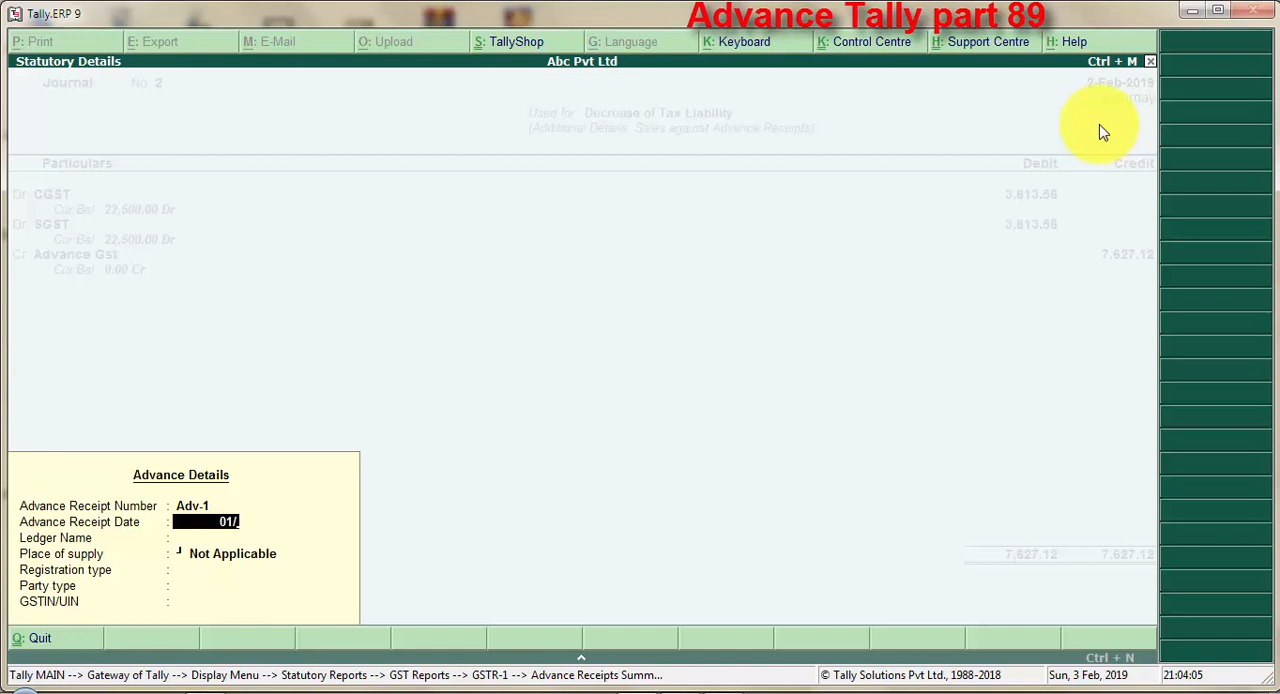 Tally.ERP 9
Advance Tally part 89
P: Print E: Export M: E-Mail O: Upload S: TallyShop G: Language K: Keyboard K: Control Centre H: Support Centre H: Help
Statutory Details Abc Pvt Ltd Ctrl + M
Journal No. 2 2-Feb-2019
Used for: Decrease of Tax Liability
(Additional Details: Sales against Advance Receipts)
Particulars Debit Credit
Dr CGST 3,813.56
Cur Bal: 22,500.00 Dr
Dr SGST 3,813.56
Cur Bal: 22,500.00 Dr
Cr Advance Gst 7,627.12
Cur Bal: 0.00 Cr
Advance Details
Advance Receipt Number : Adv-1
Advance Receipt Date : 01/
Ledger Name :
Place of supply : ┘ Not Applicable
Registration type :
Party type :
GSTIN/UIN :
7,627.12 7,627.12
Q: Quit
Ctrl + N
Tally MAIN --> Gateway of Tally --> Display Menu --> Statutory Reports --> GST Reports --> GSTR-1 --> Advance Receipts Summ... © Tally Solutions Pvt Ltd., 1988-2018 Sun, 3 Feb, 2019 21:04:05